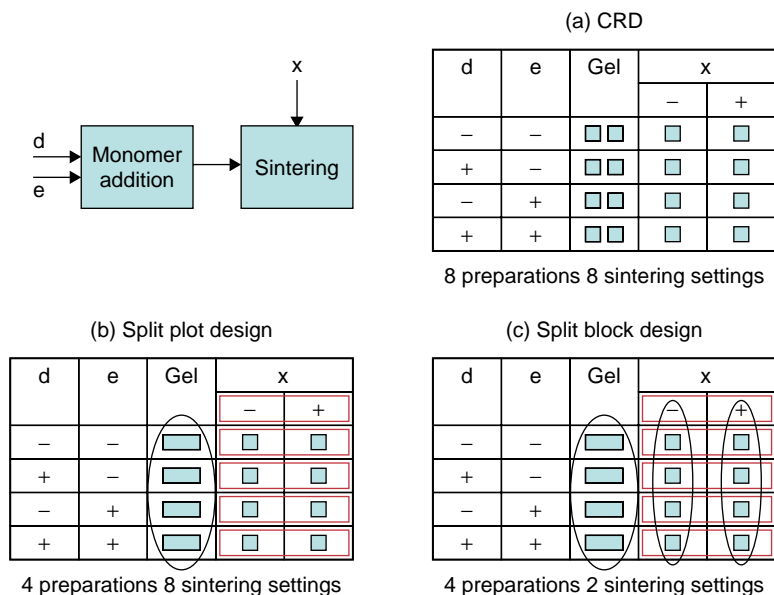 (a) CRD
x
d
e
Monomer
addition
Sintering
d e Gel x
− +
− −
+ −
− +
+ +
8 preparations 8 sintering settings
(b) Split plot design
d e Gel x
− +
− −
+ −
− +
+ +
4 preparations 8 sintering settings
(c) Split block design
d e Gel x
− +
− −
+ −
− +
+ +
4 preparations 2 sintering settings